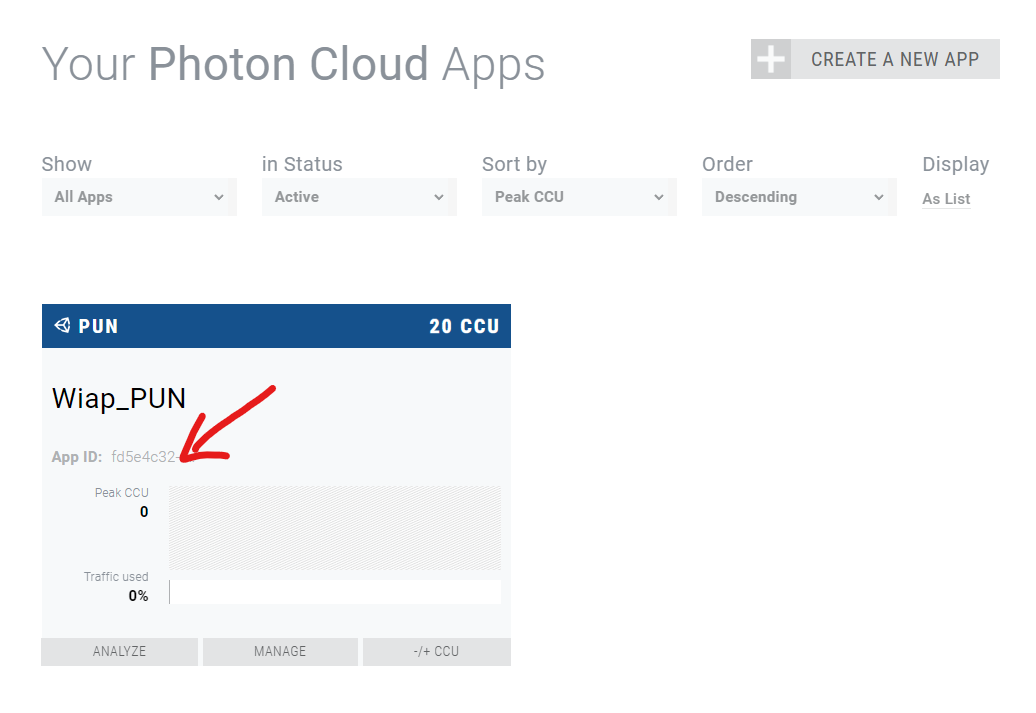 Your Photon Cloud Apps
CREATE A NEW APP
Show
in Status
Sort by
Order
Display
All Apps
Active
Peak CCU
Descending
As List
PUN
20 CCU
Wiap_PUN
App ID: fd5e4c32-
Peak CCU
0
Traffic used
0%
ANALYZE
MANAGE
-/+ CCU